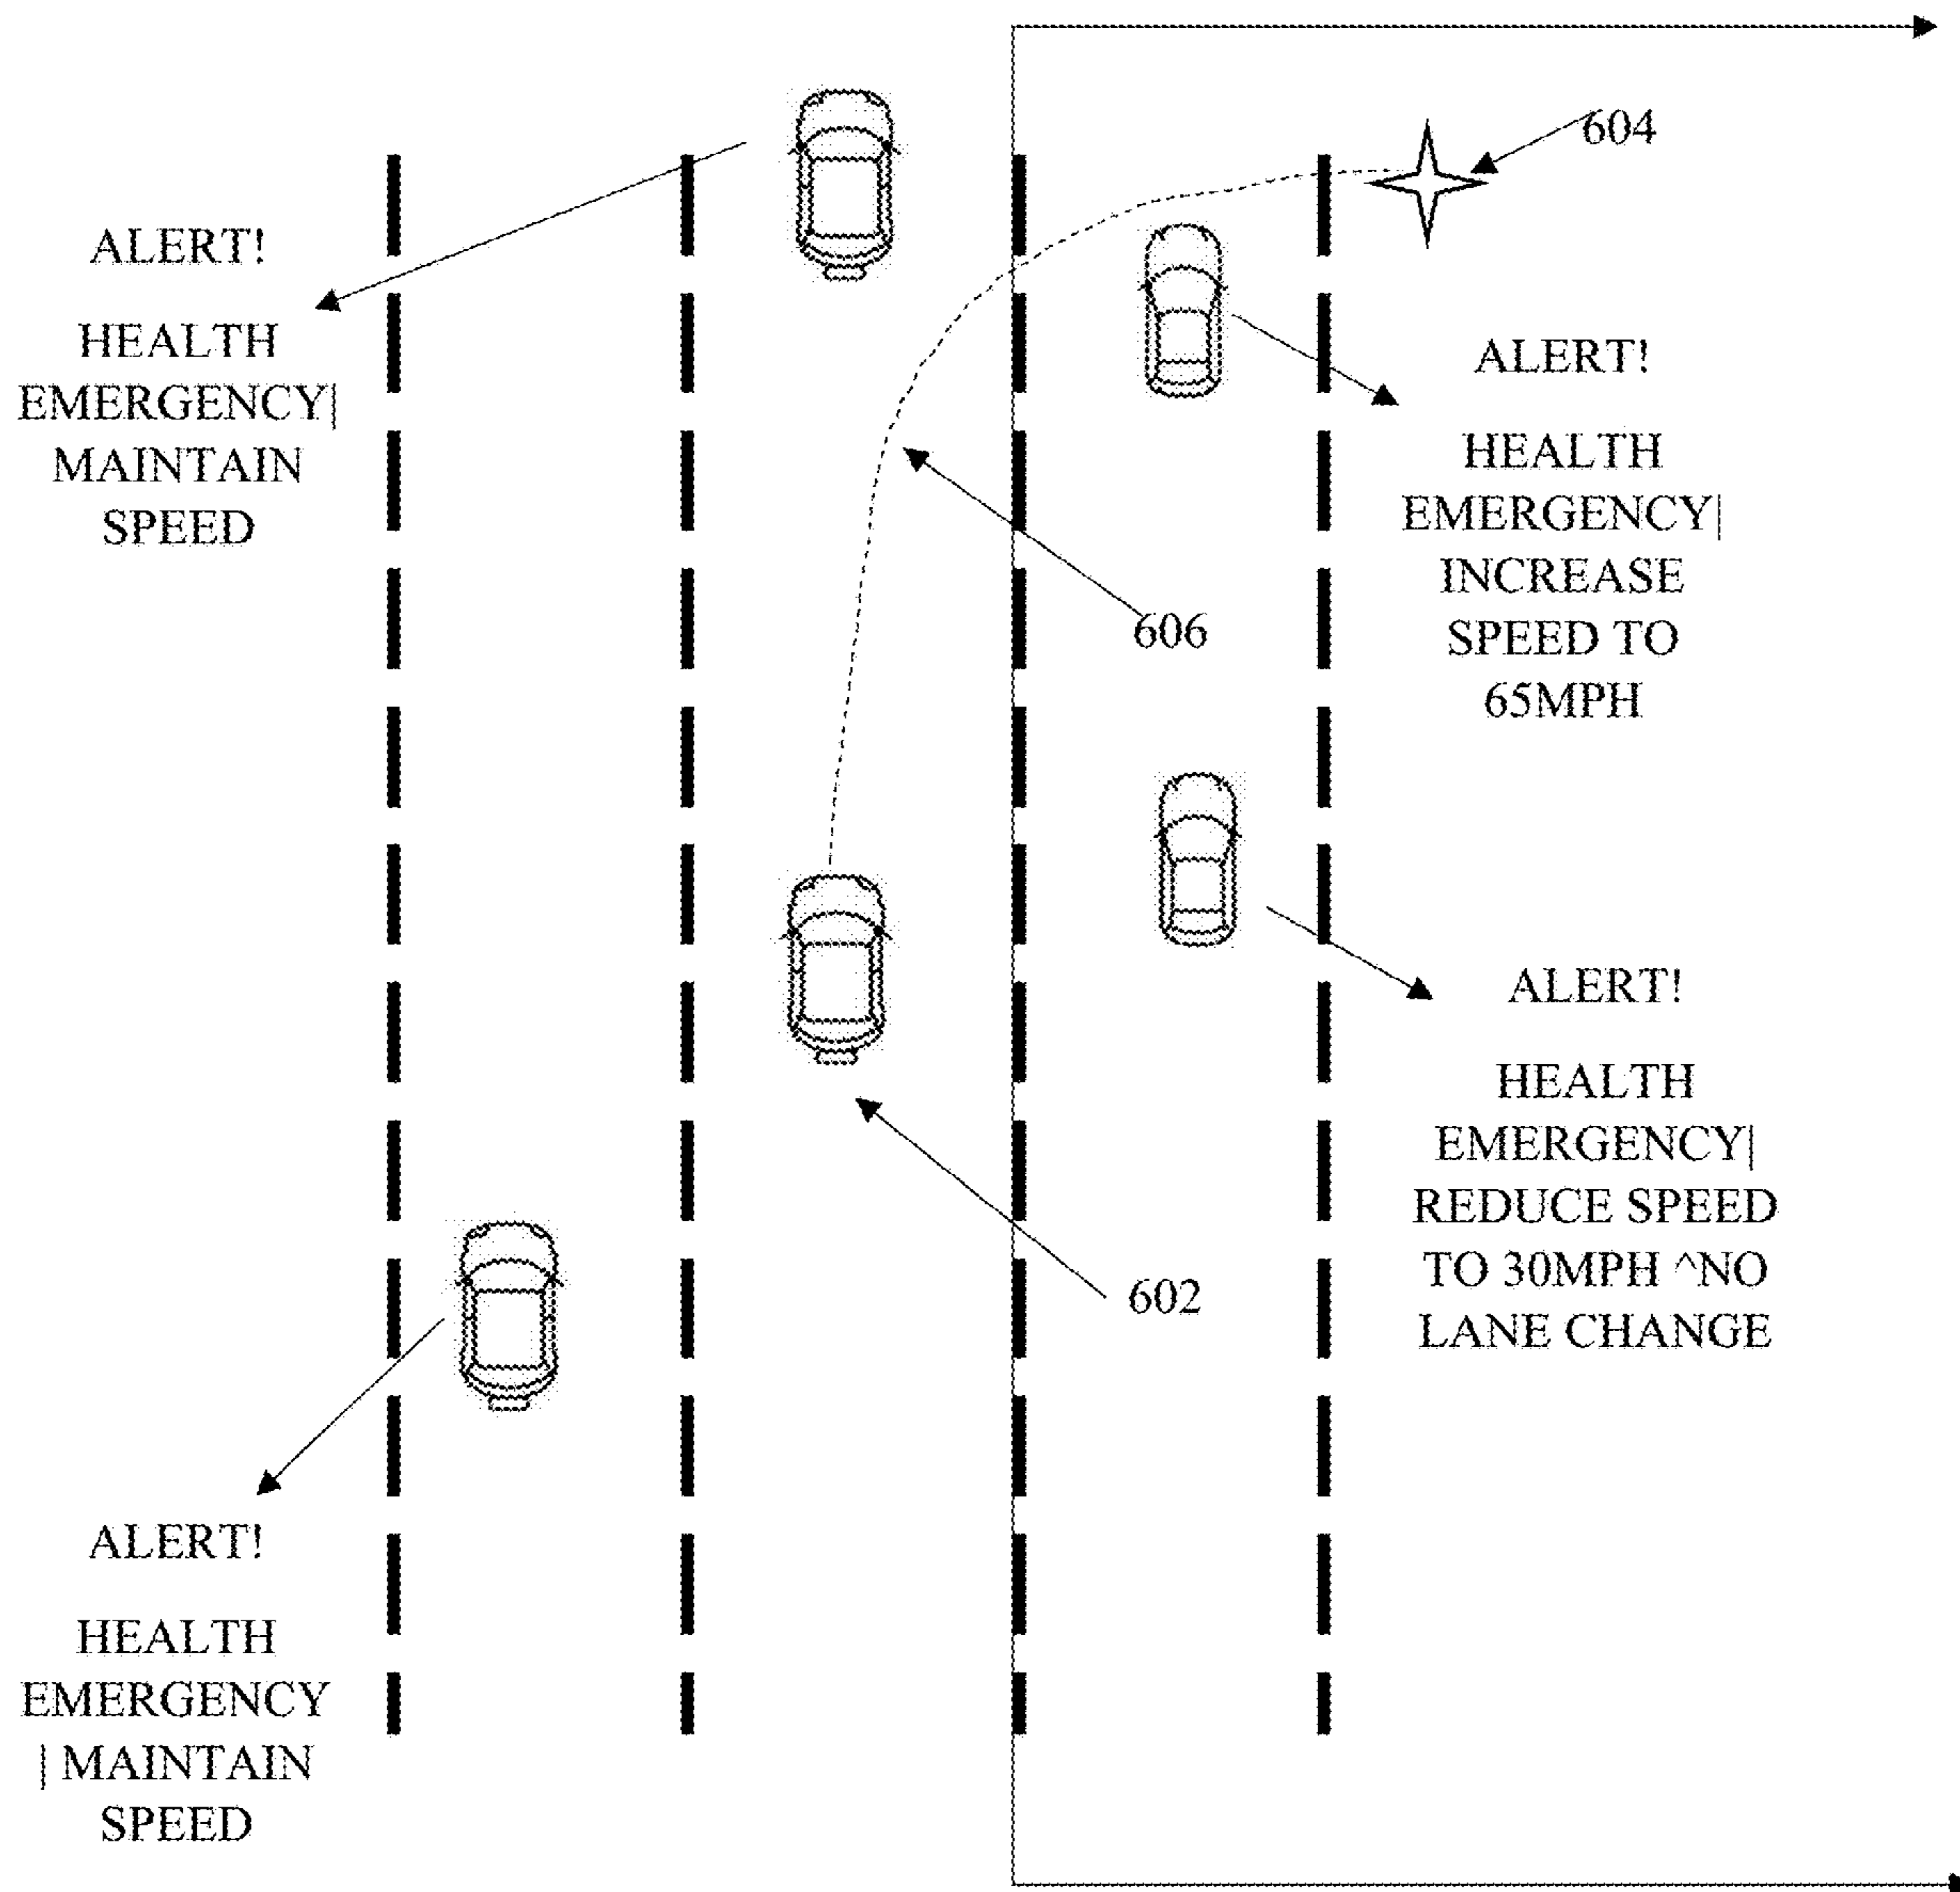 604
ALERT!
HEALTH
EMERGENCY|
MAINTAIN
SPEED
ALERT!
HEALTH
EMERGENCY|
INCREASE
SPEED TO
65MPH
606
ALERT!
HEALTH
EMERGENCY|
REDUCE SPEED
TO 30MPH ^NO
LANE CHANGE
602
ALERT!
HEALTH
EMERGENCY
| MAINTAIN
SPEED